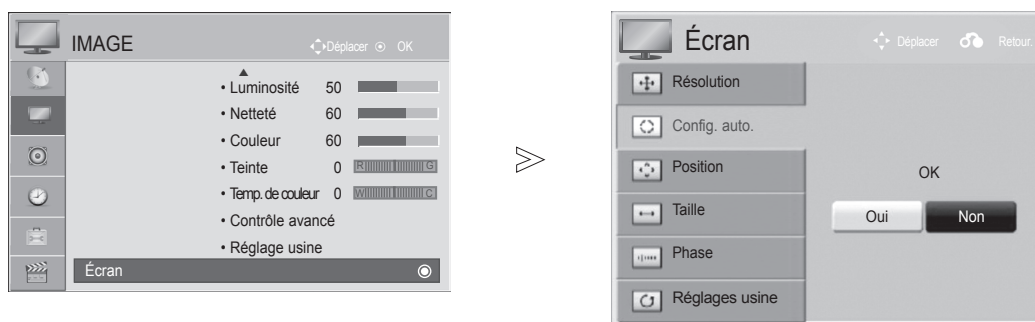 IMAGE
Déplacer OK
• Luminosité 50
• Netteté 60
• Couleur 60
• Teinte 0 R G
• Temp. de couleur 0 W C
• Contrôle avancé
• Réglage usine
Écran
Écran
Déplacer Retour
Résolution
Config. auto.
Position
Taille
Phase
Réglages usine
OK
Oui Non